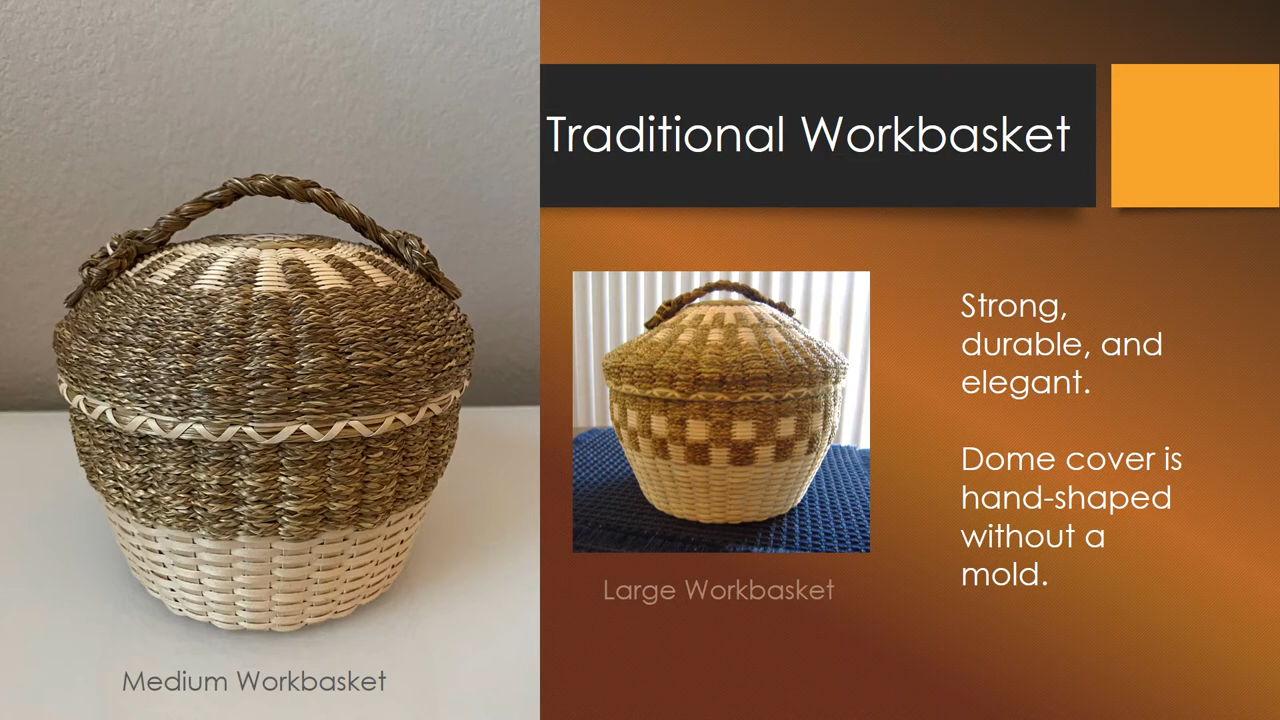 Traditional Workbasket
Strong,
durable, and
elegant.
Dome cover is
hand-shaped
without a
mold.
Large Workbasket
Medium Workbasket